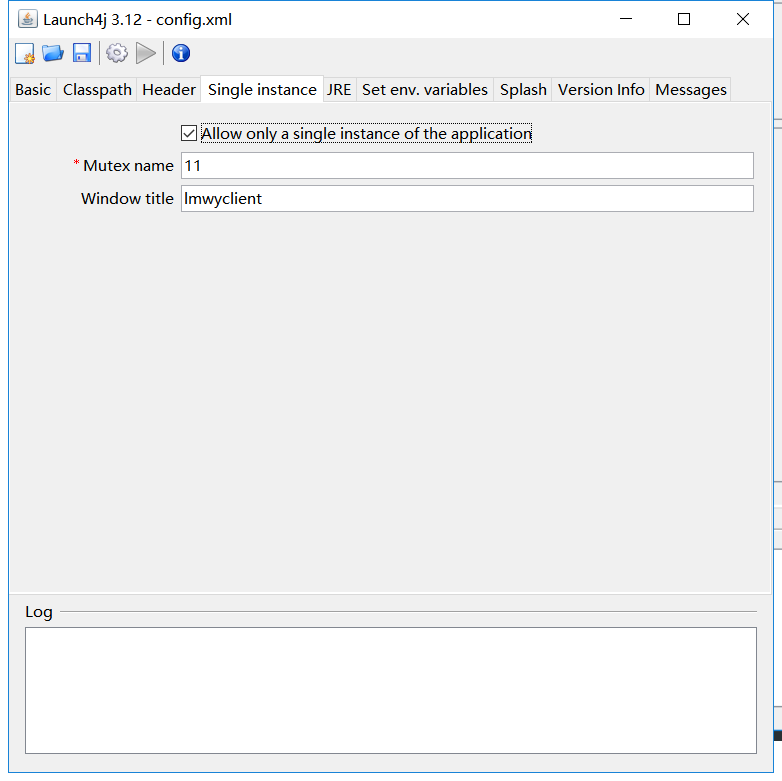 Launch4j 3.12 - config.xml
Basic Classpath Header Single instance JRE Set env. variables Splash Version Info Messages
Allow only a single instance of the application
* Mutex name 11
Window title lmwyclient
Log